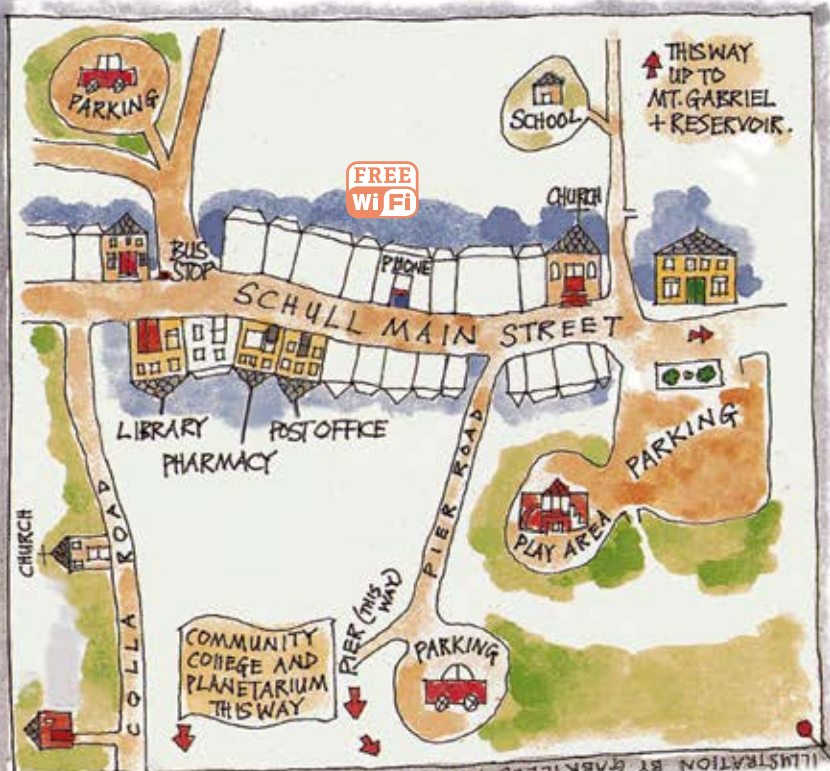 THIS WAY
UP TO
MT. GABRIEL
+ RESERVOIR.
PARKING
SCHOOL
FREE
WiFi
CHURCH
BUS
STOP
PHONE
SCHULL MAIN STREET
LIBRARY
POST OFFICE
PHARMACY
PIER ROAD
PARKING
PLAY AREA
CHURCH
COLLA ROAD
PIER (THIS
WAY)
COMMUNITY
COllEGE AND
PLANETARIUM
THIS WAY
PARKING
ILLUSTRATION BY